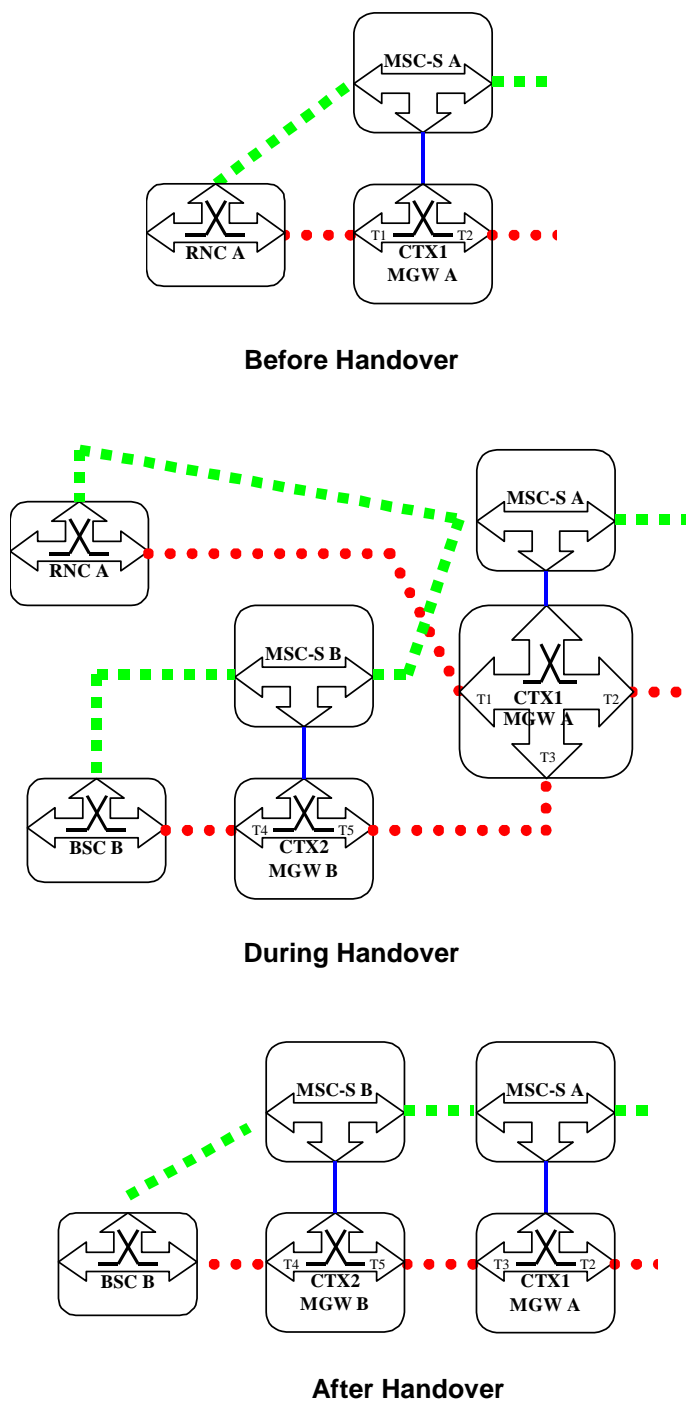 MSC-S A
RNC A
T1 T2
CTX1
MGW A
Before Handover
MSC-S A
RNC A
MSC-S B
T1 CTX1 T2
MGW A
T3
BSC B
T4 T5
CTX2
MGW B
During Handover
MSC-S B
MSC-S A
BSC B
T4 T5
CTX2
MGW B
T3 T2
CTX1
MGW A
After Handover